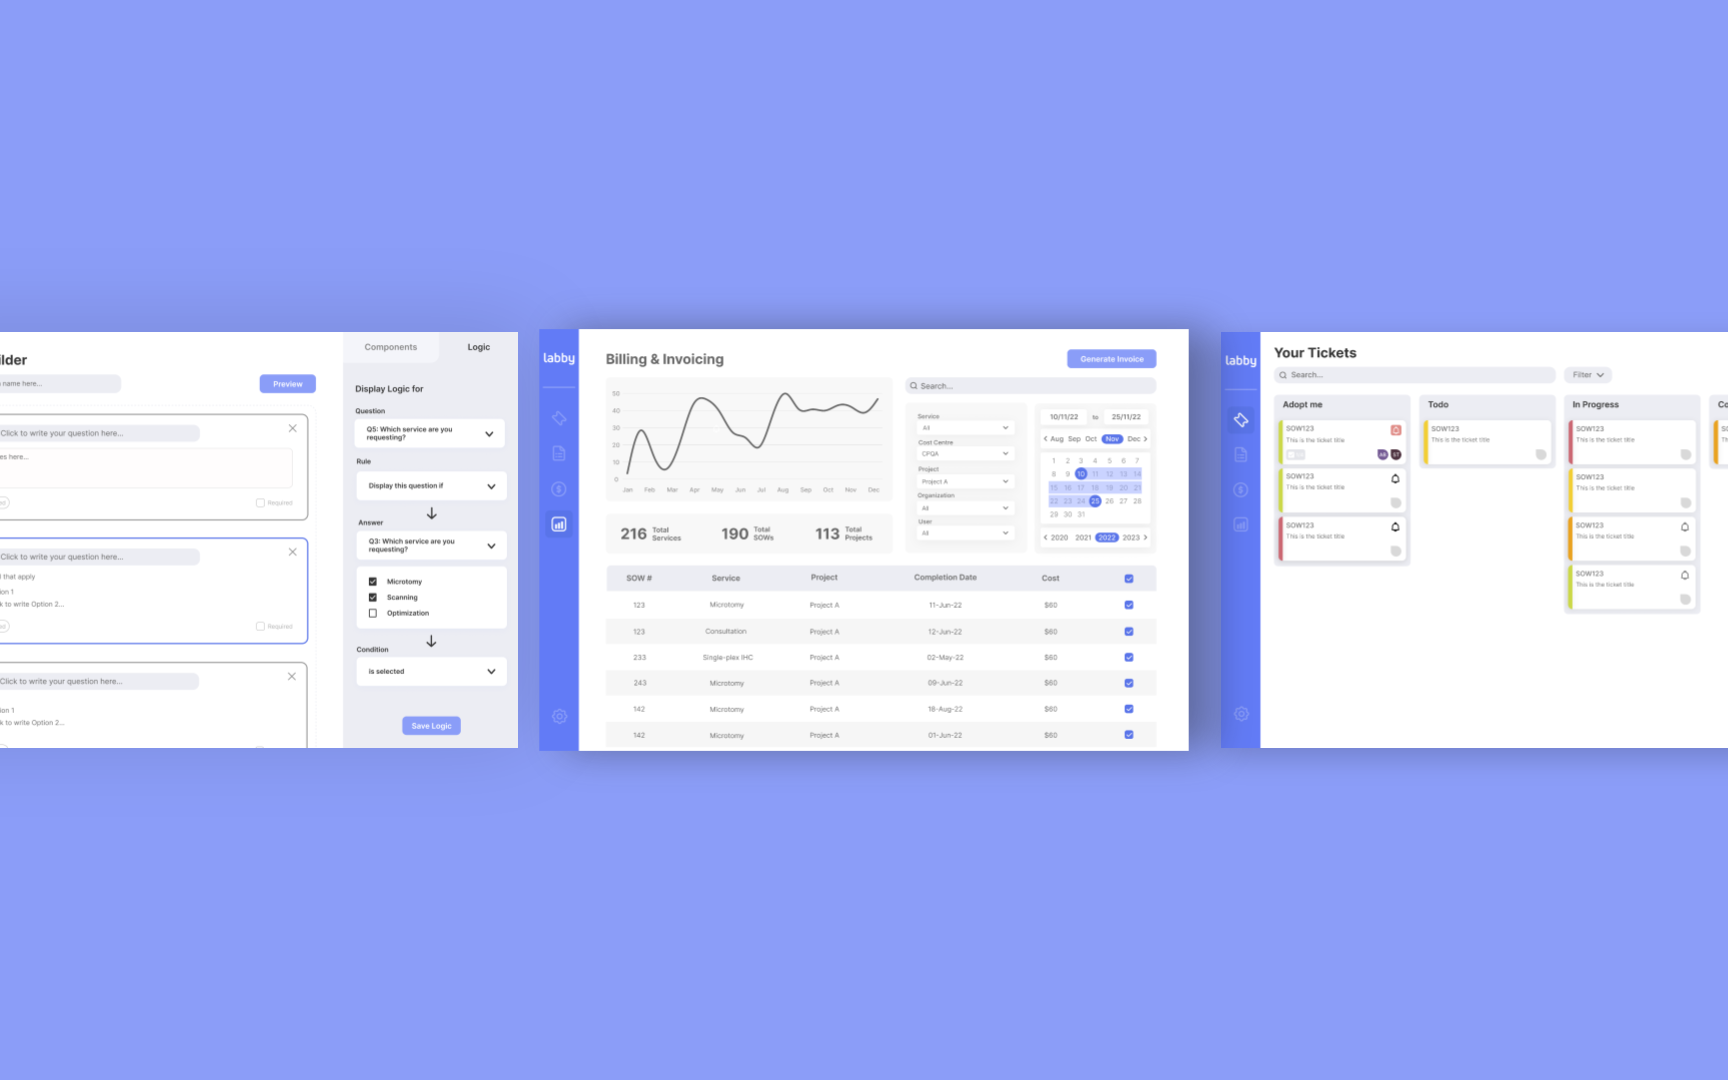 ilder
name here...
Preview
Click to write your question here...
es here...
Required
Click to write your question here...
that apply
ion 1
k to write Option 2...
Required
Click to write your question here...
ion 1
k to write Option 2...
Components
Logic
Display Logic for
Question
Q5: Which service are you
requesting?
Rule
Display this question if
Answer
Q3: Which service are you
requesting?
Microtomy
Scanning
Optimization
Condition
is selected
Save Logic
labby
Billing & Invoicing
Generate Invoice
50
40
30
20
10
0
Jan Feb Mar Apr May Jun Jul Aug Sep Oct Nov Dec
216 Total Services
190 Total SOWs
113 Total Projects
Search...
Service
All
Cost Centre
CPQA
Project
Project A
Organization
All
User
All
10/11/22 to 25/11/22
Aug Sep Oct Nov Dec
1 2 3 4 5 6 7
8 9 10 11 12 13 14
15 16 17 18 19 20 21
22 23 24 25 26 27 28
29 30 31
2020 2021 2022 2023
SOW # Service Project Completion Date Cost
123 Microtomy Project A 11-Jun-22 $60
123 Consultation Project A 12-Jun-22 $60
233 Single-plex IHC Project A 02-May-22 $60
243 Microtomy Project A 09-Jun-22 $60
142 Microtomy Project A 18-Aug-22 $60
142 Microtomy Project A 01-Jun-22 $60
labby
Your Tickets
Search...
Filter
Adopt me
SOW123
This is the ticket title
SOW123
This is the ticket title
SOW123
This is the ticket title
Todo
SOW123
This is the ticket title
In Progress
SOW123
This is the ticket title
SOW123
This is the ticket title
SOW123
This is the ticket title
SOW123
This is the ticket title
Co